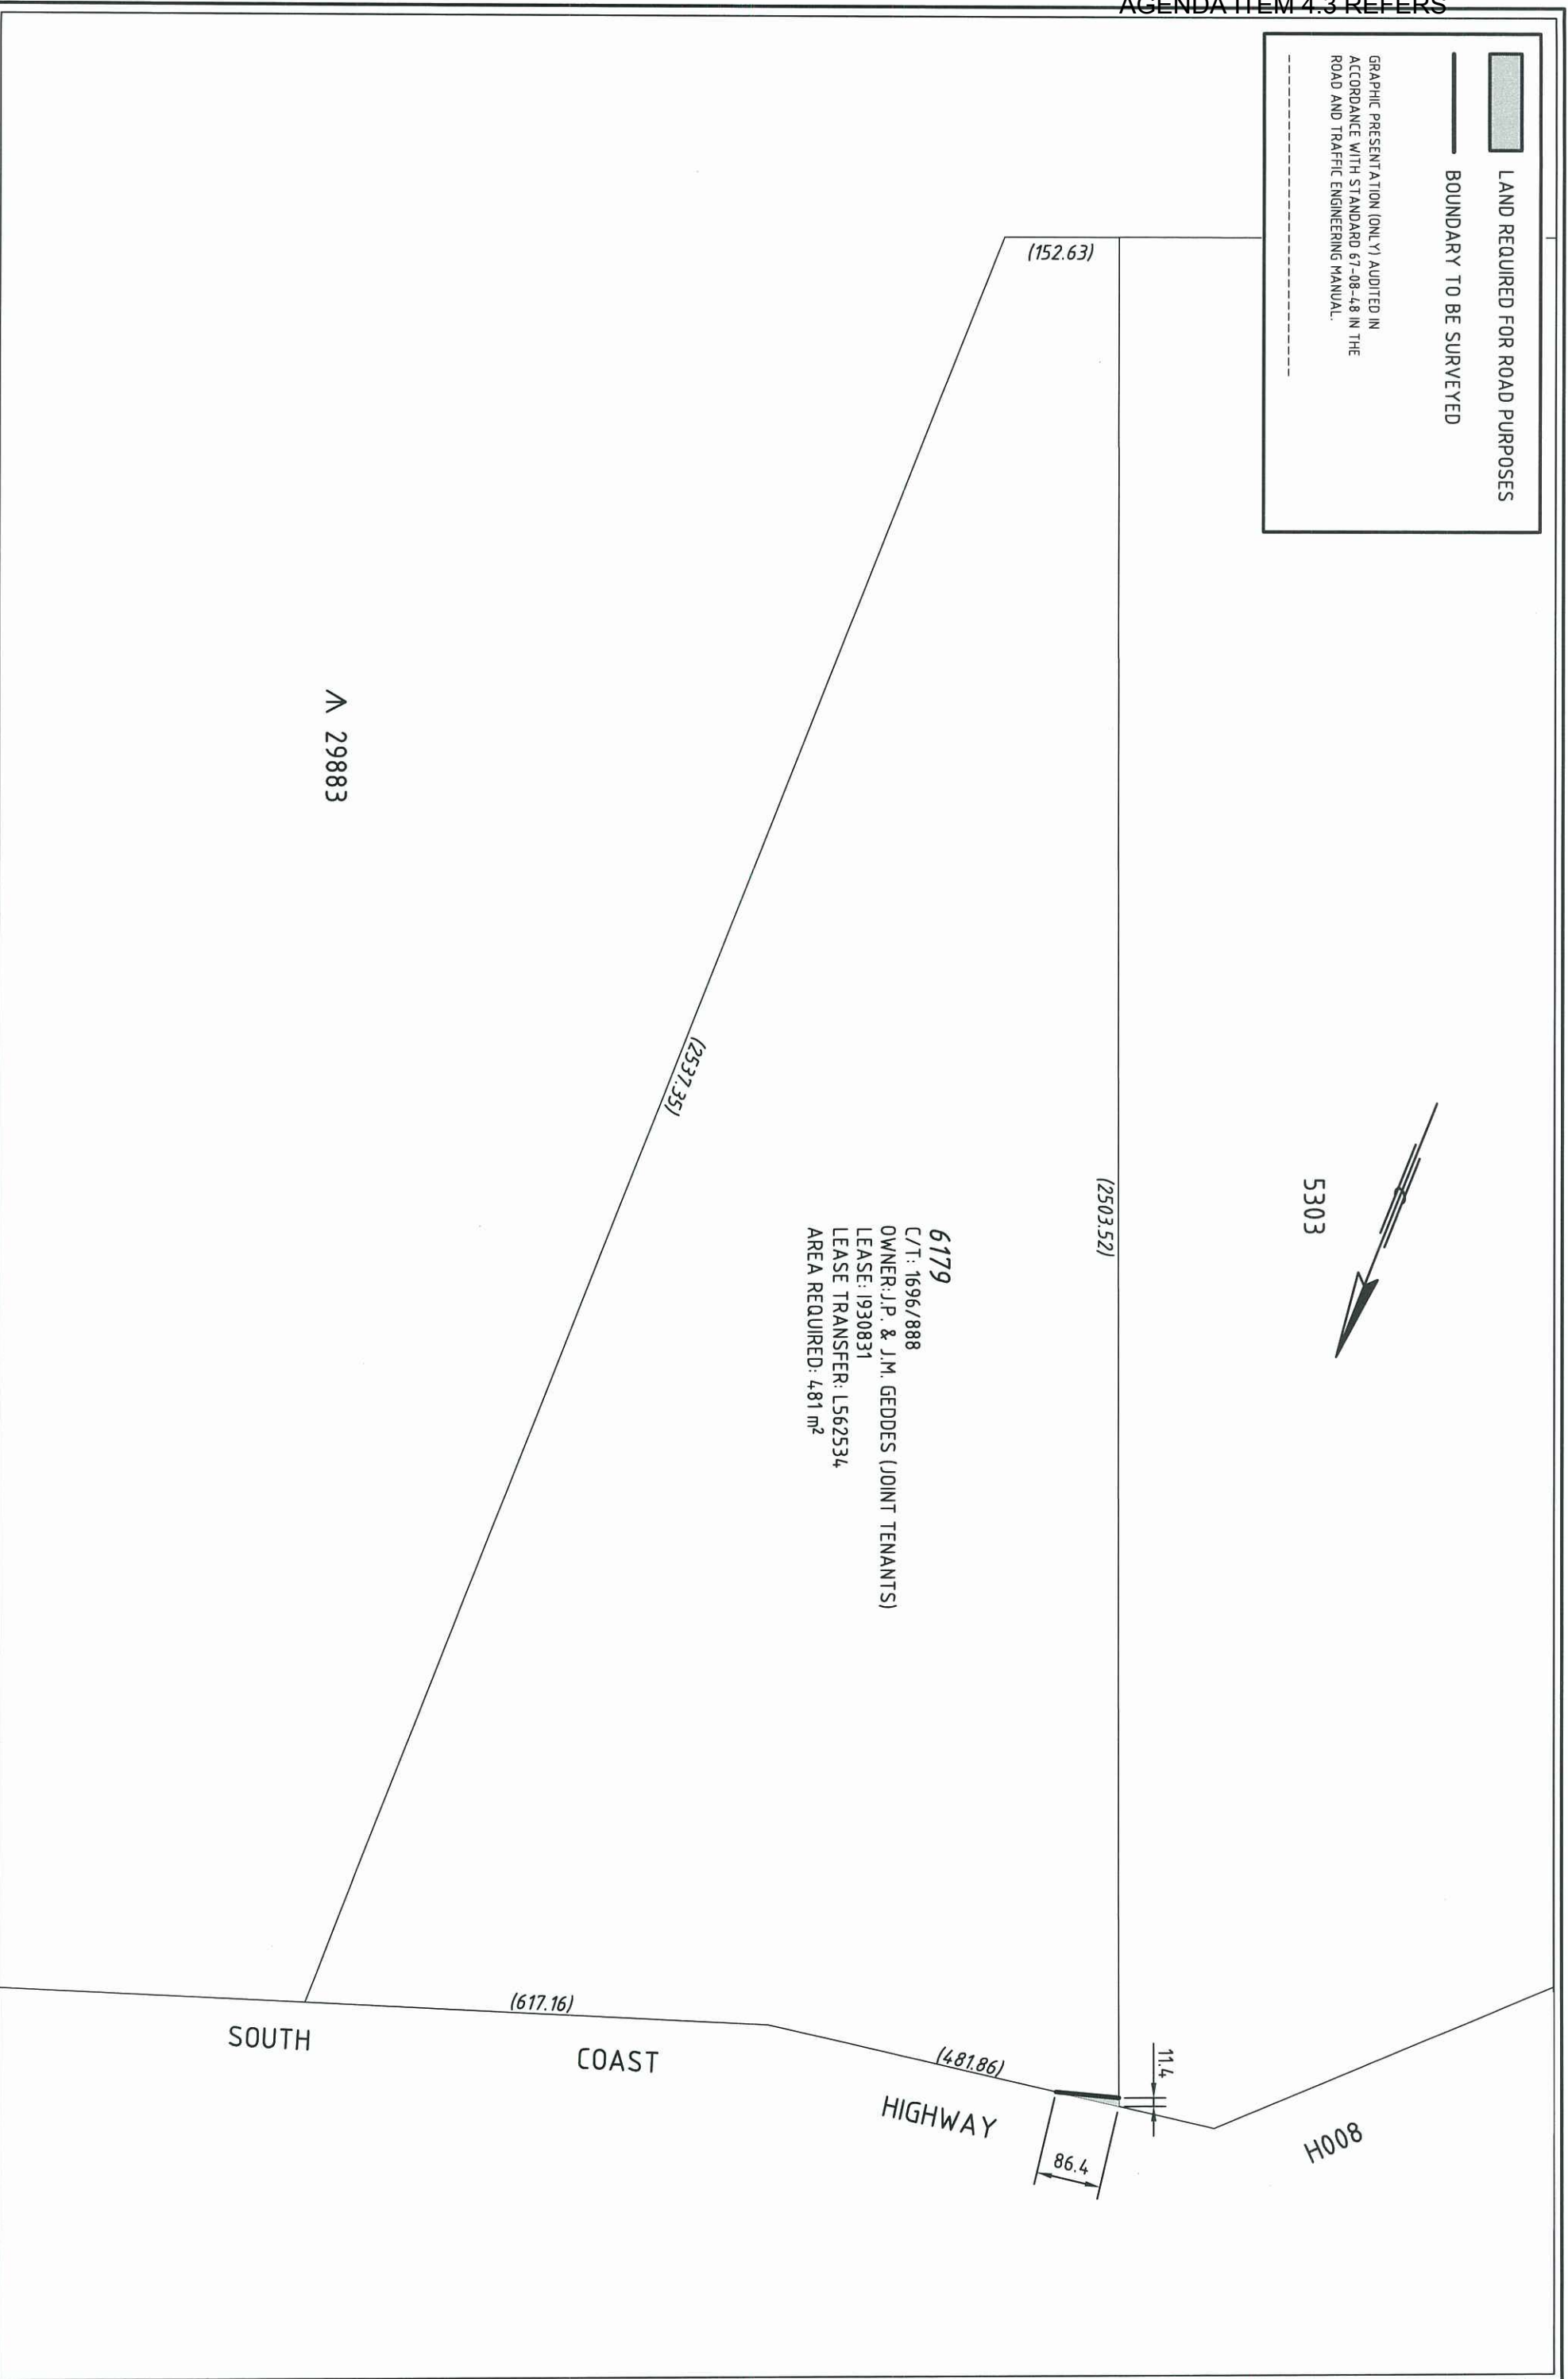 AGENDA ITEM 4.3 REFERS
LAND REQUIRED FOR ROAD PURPOSES
BOUNDARY TO BE SURVEYED
GRAPHIC PRESENTATION (ONLY) AUDITED IN
ACCORDANCE WITH STANDARD 67-08-48 IN THE
ROAD AND TRAFFIC ENGINEERING MANUAL.
(152.63)
29883
(2537.35)
(2503.52)
5303
6179
C/T: 1696/888
OWNER:J.P. & J.M. GEDDES (JOINT TENANTS)
LEASE: I930831
LEASE TRANSFER: L562534
AREA REQUIRED: 481 m²
(617.16)
(481.86)
11.4
86.4
SOUTH
COAST
HIGHWAY
H008